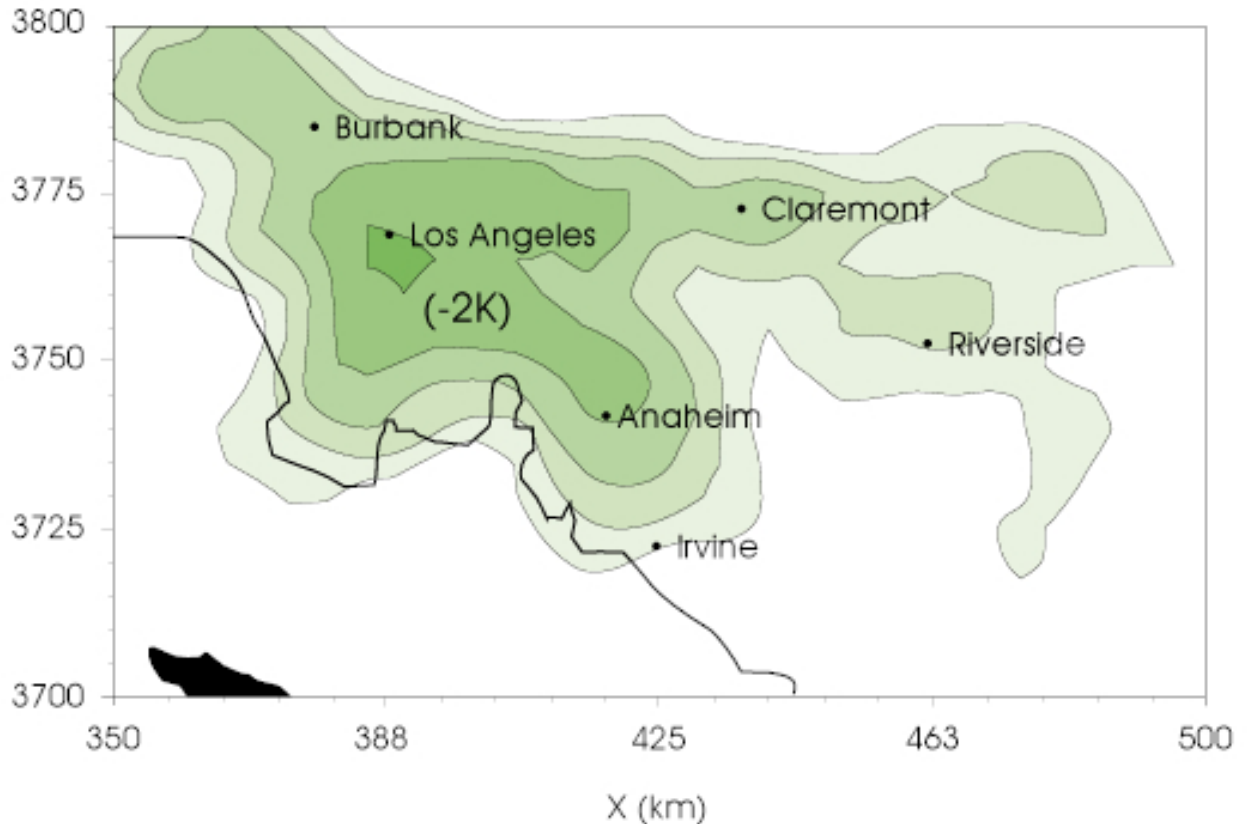 3800
Burbank
3775
Claremont
Los Angeles
(-2K)
3750
Riverside
Anaheim
3725
Irvine
3700
350 388 425 463 500
X (km)